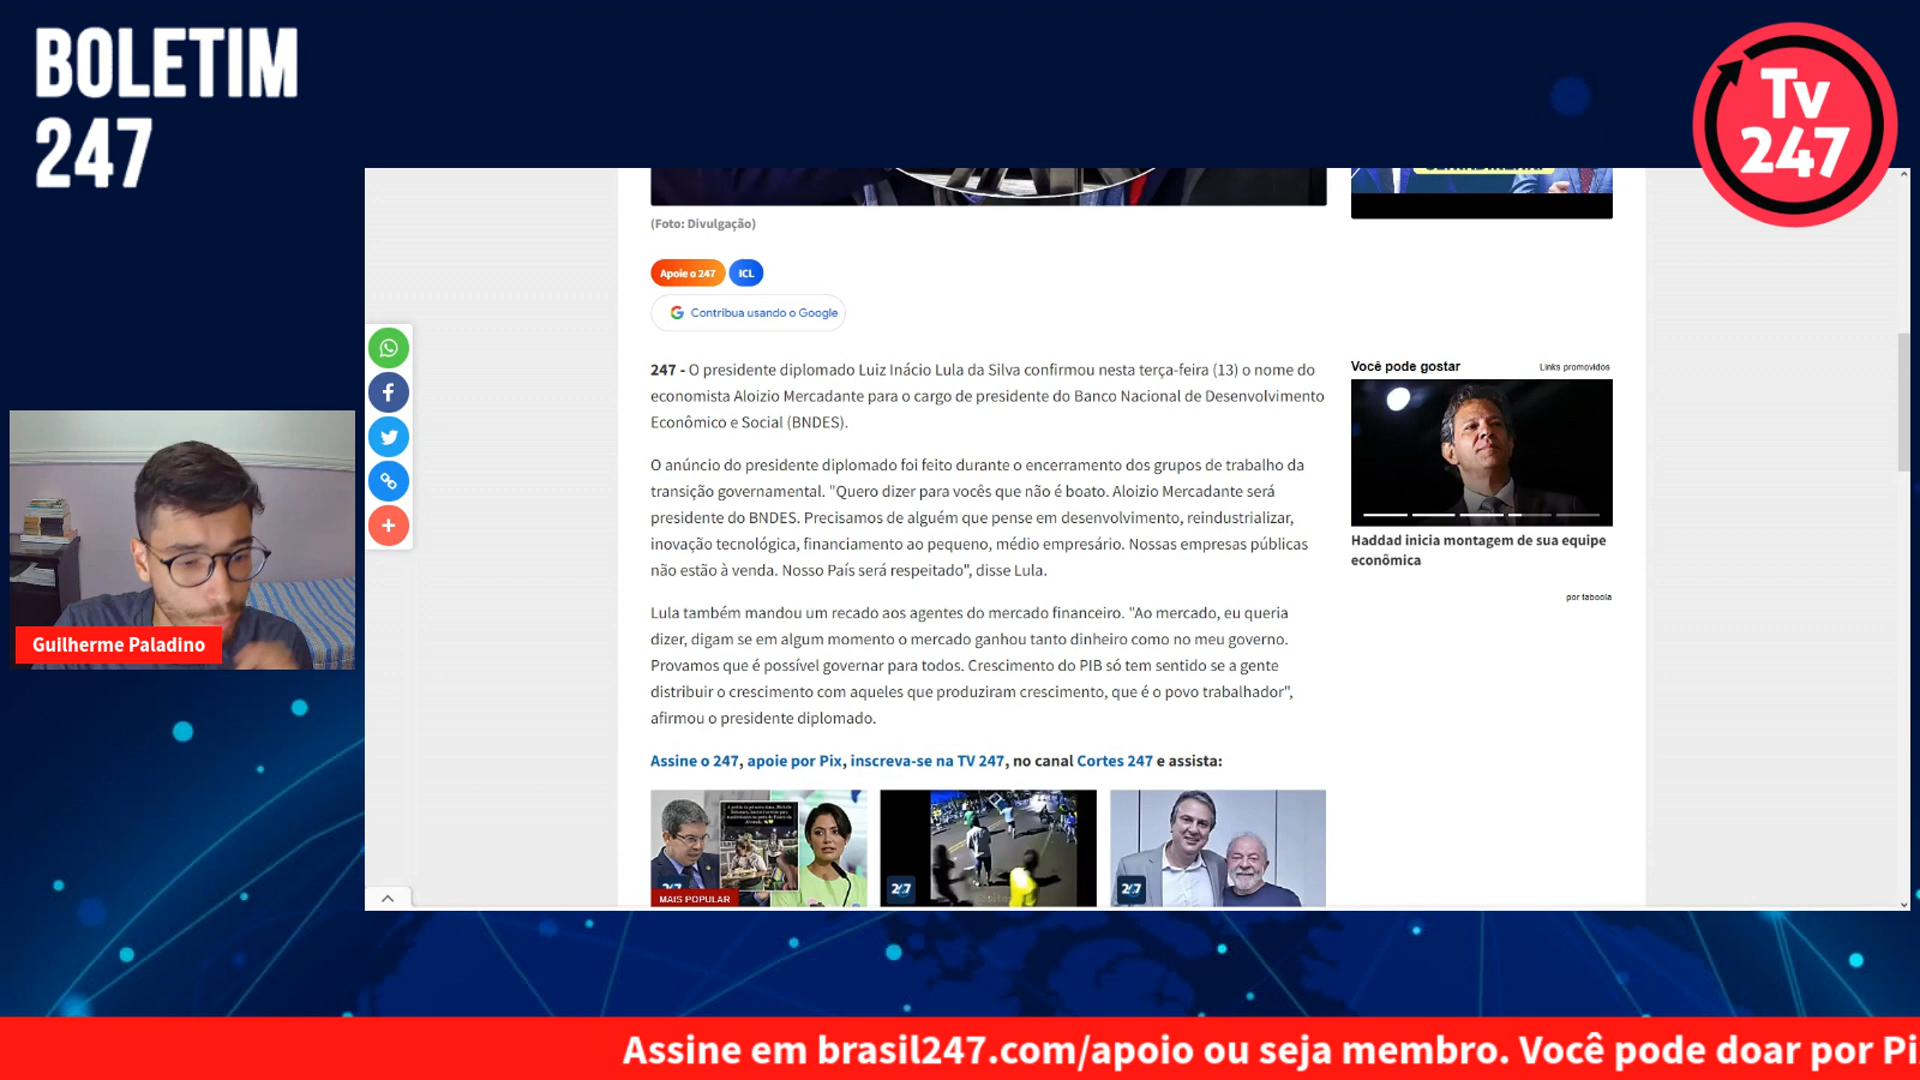 BOLETIM
247
Tv
247
(Foto: Divulgação)
Apoie o 247
ICL
Contribua usando o Google
247 - O presidente diplomado Luiz Inácio Lula da Silva confirmou nesta terça-feira (13) o nome do
economista Aloizio Mercadante para o cargo de presidente do Banco Nacional de Desenvolvimento
Econômico e Social (BNDES).
O anúncio do presidente diplomado foi feito durante o encerramento dos grupos de trabalho da
transição governamental. "Quero dizer para vocês que não é boato. Aloizio Mercadante será
presidente do BNDES. Precisamos de alguém que pense em desenvolvimento, reindustrializar,
inovação tecnológica, financiamento ao pequeno, médio empresário. Nossas empresas públicas
não estão à venda. Nosso País será respeitado", disse Lula.
Lula também mandou um recado aos agentes do mercado financeiro. "Ao mercado, eu queria
dizer, digam se em algum momento o mercado ganhou tanto dinheiro como no meu governo.
Provamos que é possível governar para todos. Crescimento do PIB só tem sentido se a gente
distribuir o crescimento com aqueles que produziram crescimento, que é o povo trabalhador",
afirmou o presidente diplomado.
Assine o 247, apoie por Pix, inscreva-se na TV 247, no canal Cortes 247 e assista:
247
MAIS POPULAR
247
247
Você pode gostar
Links promovidos
Haddad inicia montagem de sua equipe
econômica
por taboola
Guilherme Paladino
Assine em brasil247.com/apoio ou seja membro. Você pode doar por Pi